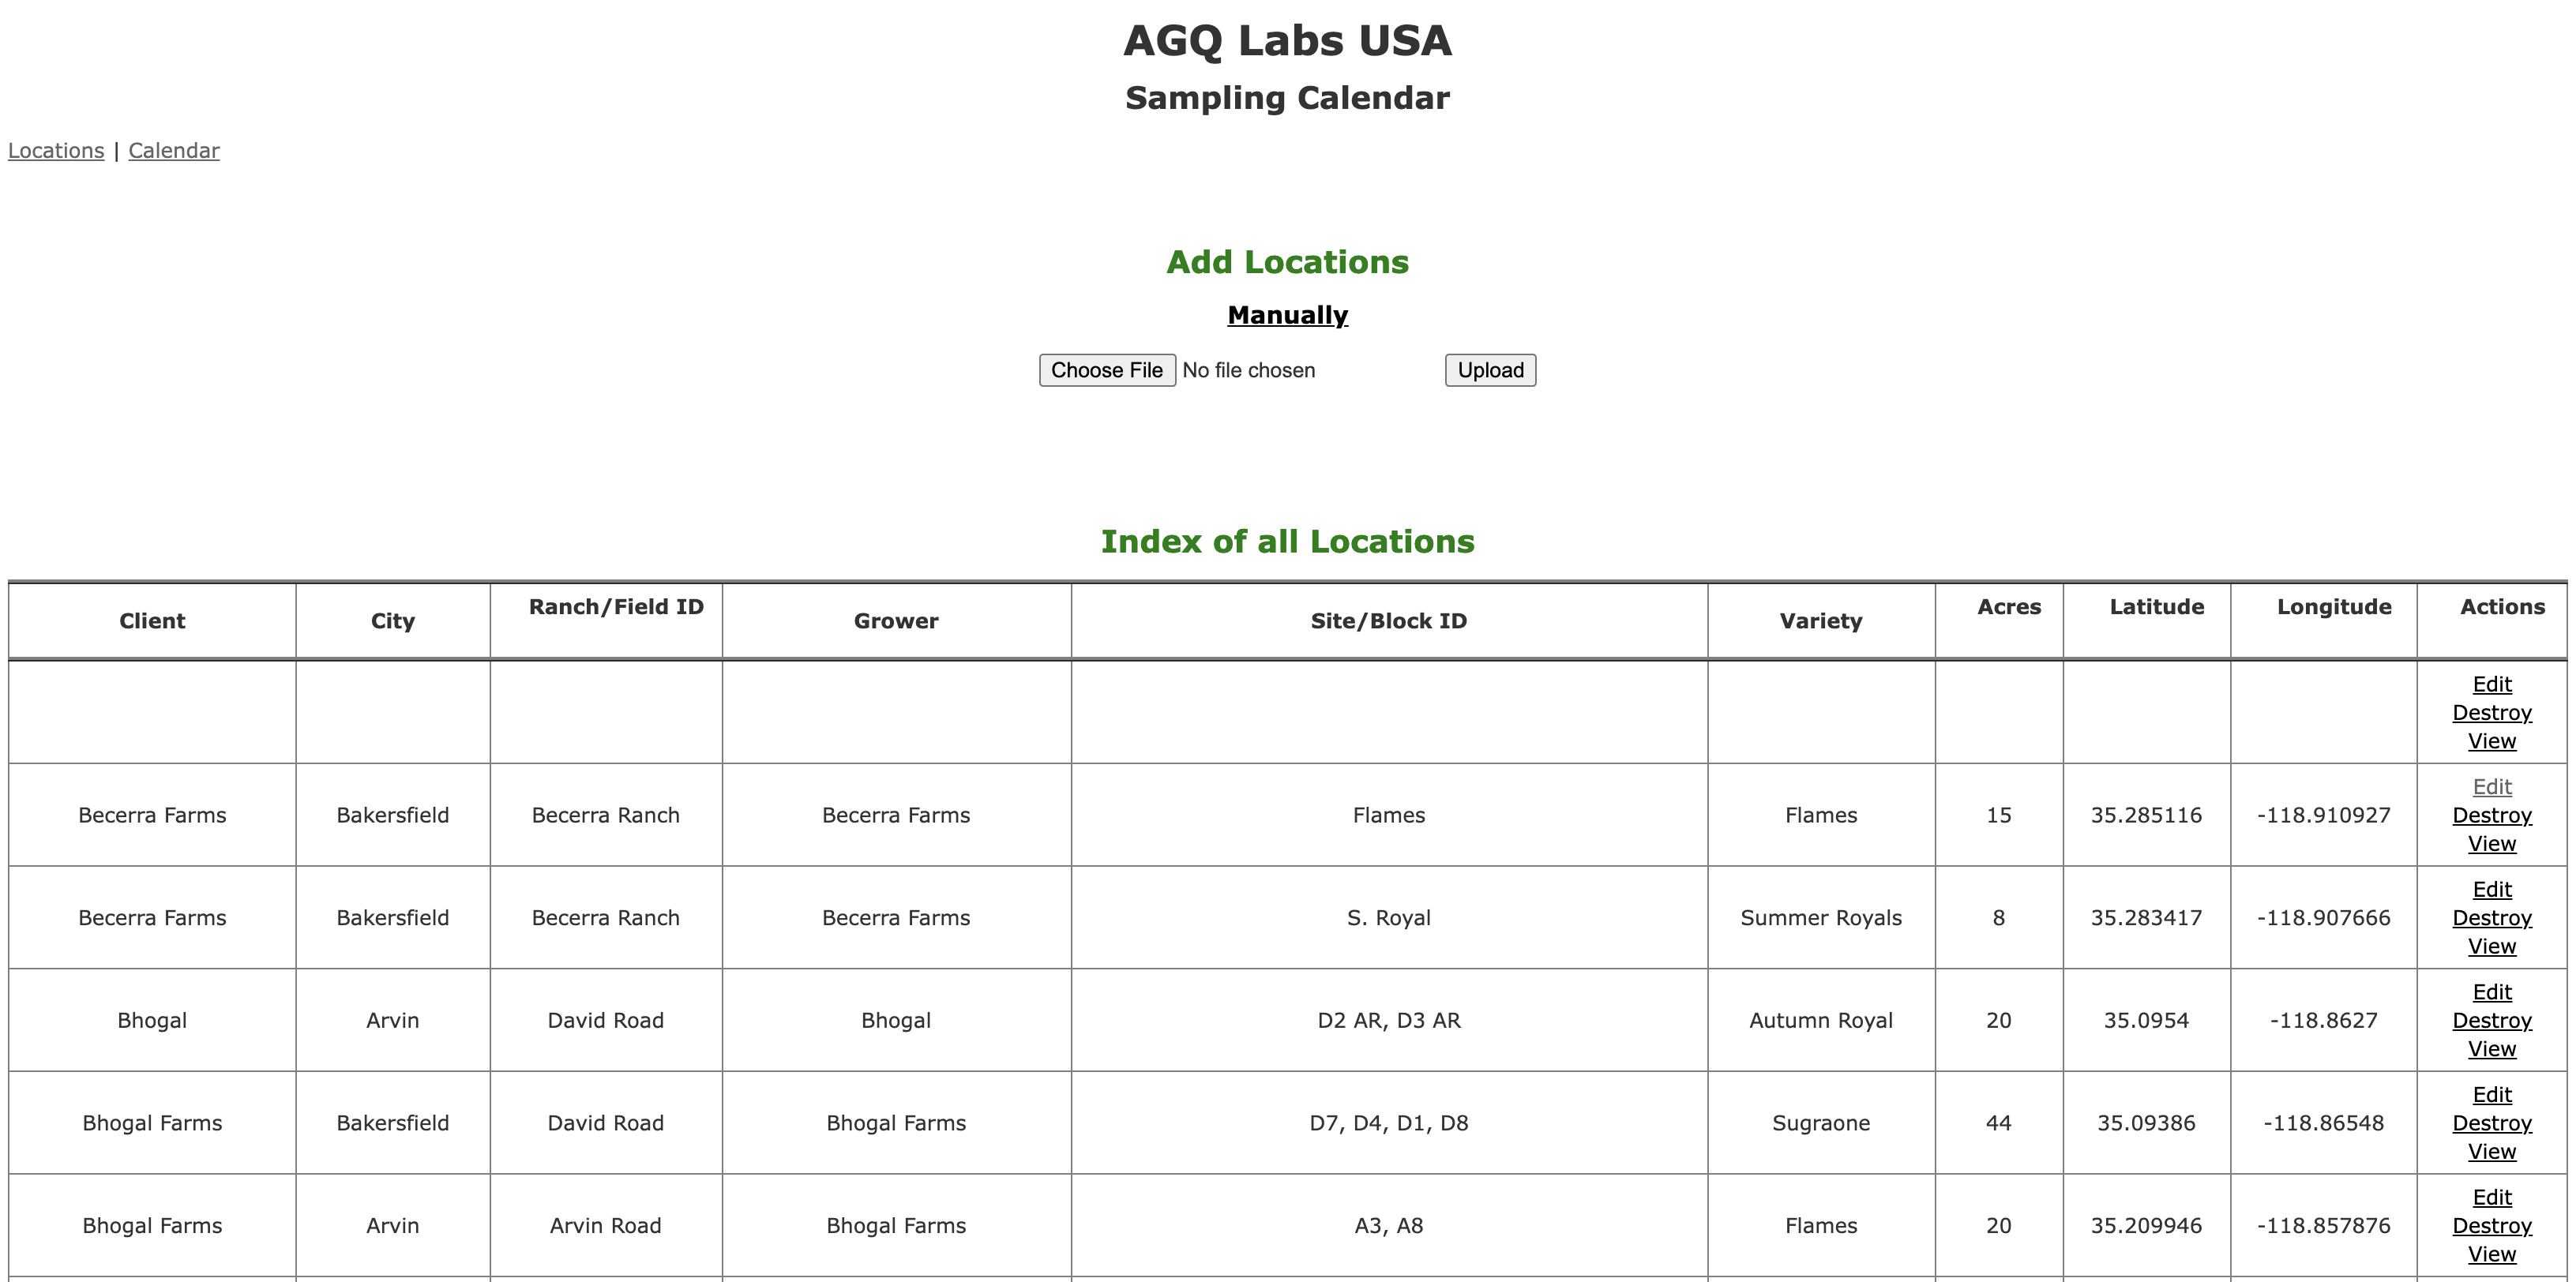 AGQ Labs USA
Sampling Calendar
Locations | Calendar
Add Locations
Manually
Choose File No file chosen Upload
Index of all Locations
Client City Ranch/Field ID Grower Site/Block ID Variety Acres Latitude Longitude Actions
Edit
Destroy
View
Becerra Farms Bakersfield Becerra Ranch Becerra Farms Flames Flames 15 35.285116 -118.910927 Edit
Destroy
View
Becerra Farms Bakersfield Becerra Ranch Becerra Farms S. Royal Summer Royals 8 35.283417 -118.907666 Edit
Destroy
View
Bhogal Arvin David Road Bhogal D2 AR, D3 AR Autumn Royal 20 35.0954 -118.8627 Edit
Destroy
View
Bhogal Farms Bakersfield David Road Bhogal Farms D7, D4, D1, D8 Sugraone 44 35.09386 -118.86548 Edit
Destroy
View
Bhogal Farms Arvin Arvin Road Bhogal Farms A3, A8 Flames 20 35.209946 -118.857876 Edit
Destroy
View